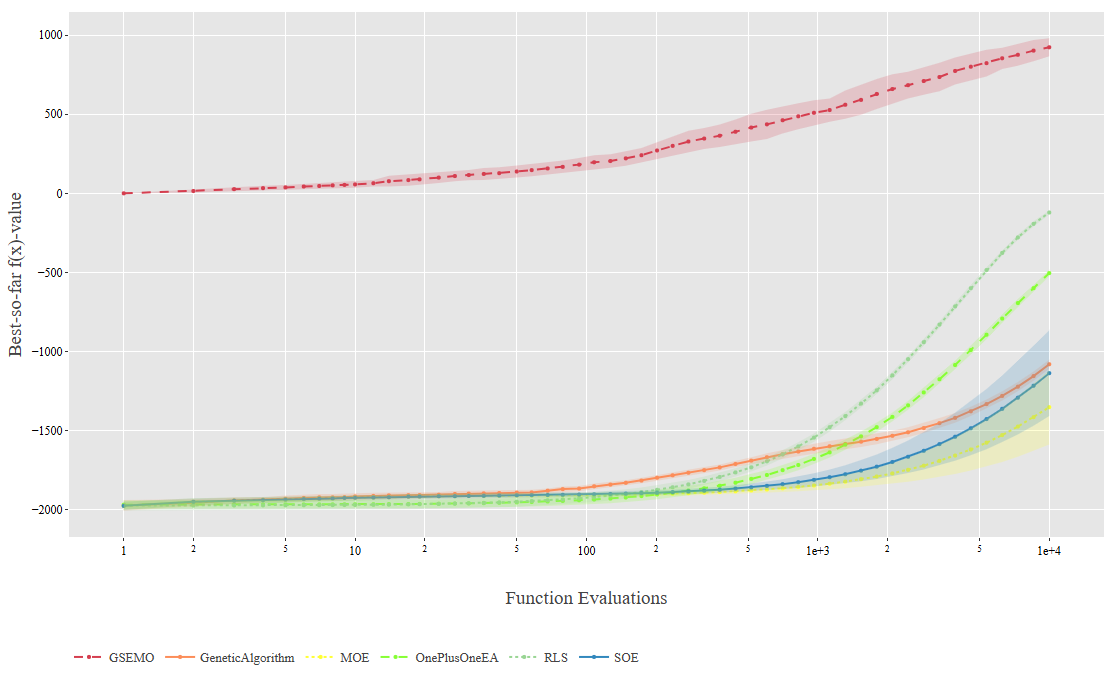 1000
500
0
−500
−1000
−1500
−2000
Best-so-far f(x)-value
1 2 5 10 2 5 100 2 5 1e+3 2 5 1e+4
Function Evaluations
GSEMO GeneticAlgorithm MOE OnePlusOneEA RLS SOE